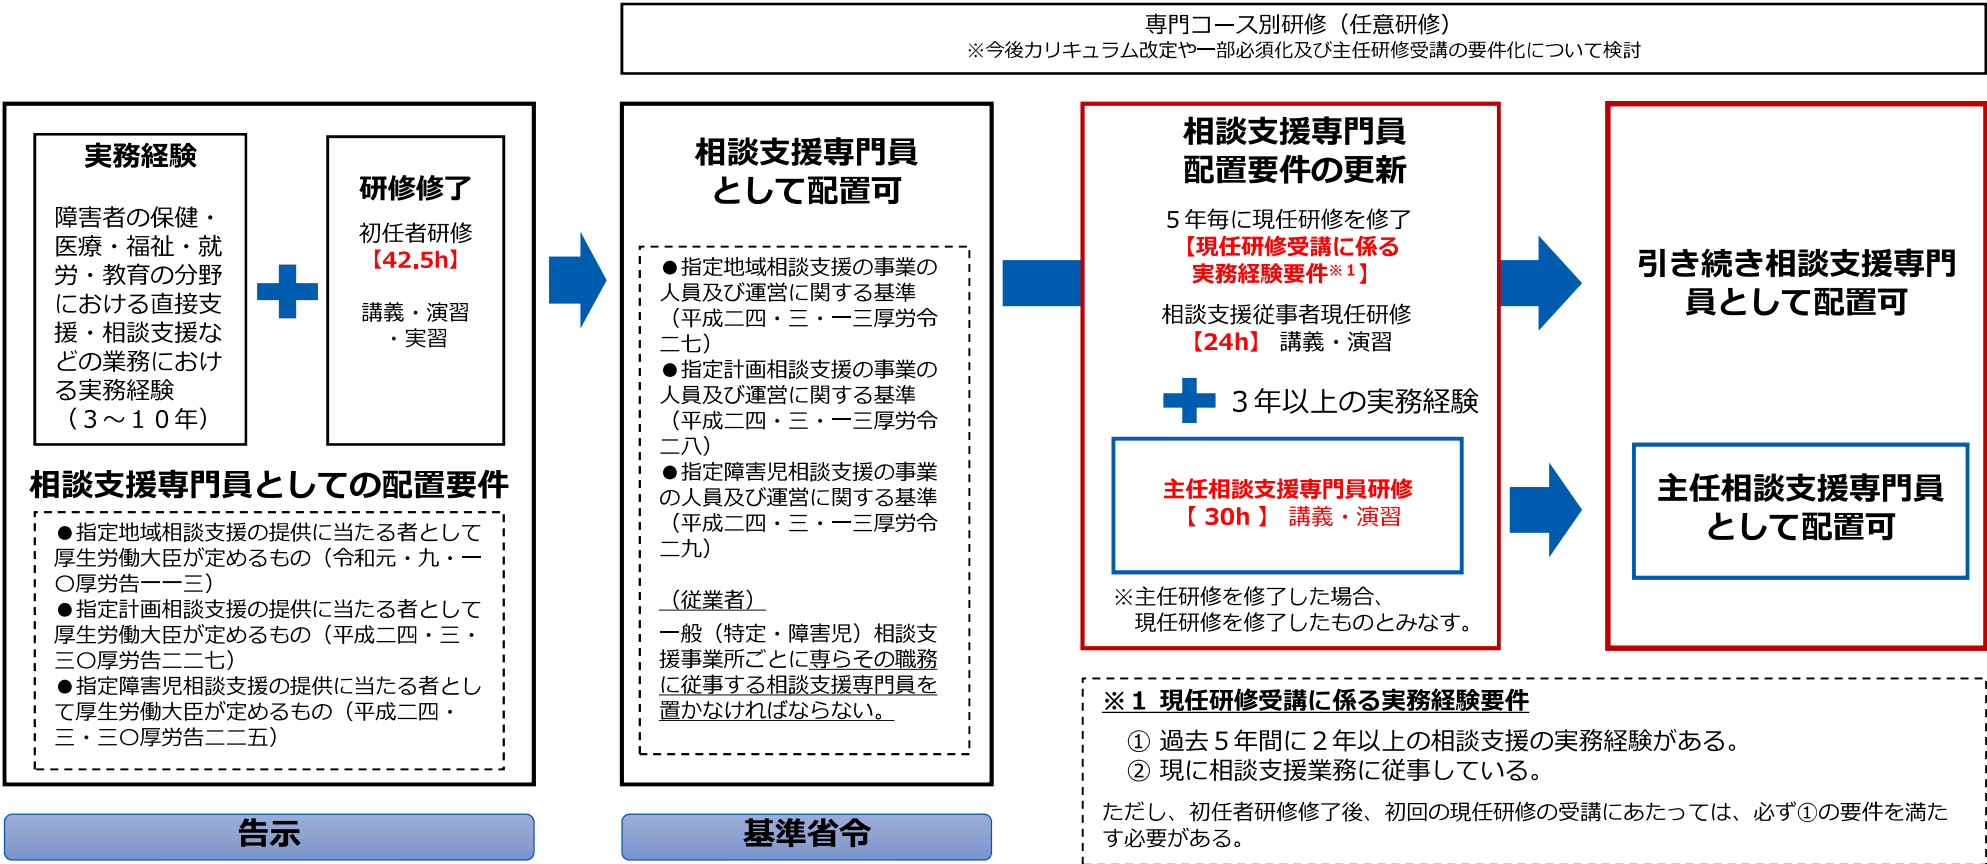 専門コース別研修（任意研修）
※今後カリキュラム改定や一部必須化及び主任研修受講の要件化について検討
実務経験
障害者の保健・
医療・福祉・就
労・教育の分野
における直接支
援・相談支援な
どの業務におけ
る実務経験
（３～１０年）
研修修了
初任者研修
【42.5h】
講義・演習
・実習
相談支援専門員としての配置要件
●指定地域相談支援の提供に当たる者として
厚生労働大臣が定めるもの（令和元・九・一
〇厚労告一一三）
●指定計画相談支援の提供に当たる者として
厚生労働大臣が定めるもの（平成二四・三・
三〇厚労告二二七）
●指定障害児相談支援の提供に当たる者とし
て厚生労働大臣が定めるもの（平成二四・
三・三〇厚労告二二五）
告示
相談支援専門員
として配置可
●指定地域相談支援の事業の
人員及び運営に関する基準
（平成二四・三・一三厚労令
二七）
●指定計画相談支援の事業の
人員及び運営に関する基準
（平成二四・三・一三厚労令
二八）
●指定障害児相談支援の事業
の人員及び運営に関する基準
（平成二四・三・一三厚労令
二九）
（従業者）
一般（特定・障害児）相談支
援事業所ごとに専らその職務
に従事する相談支援専門員を
置かなければならない。
基準省令
相談支援専門員
配置要件の更新
５年毎に現任研修を修了
【現任研修受講に係る
実務経験要件※１】
相談支援従事者現任研修
【24h】 講義・演習
３年以上の実務経験
主任相談支援専門員研修
【 30h 】 講義・演習
※主任研修を修了した場合、
現任研修を修了したものとみなす。
引き続き相談支援専門
員として配置可
主任相談支援専門員
として配置可
※１ 現任研修受講に係る実務経験要件
① 過去５年間に２年以上の相談支援の実務経験がある。
② 現に相談支援業務に従事している。
ただし、初任者研修修了後、初回の現任研修の受講にあたっては、必ず①の要件を満た
す必要がある。